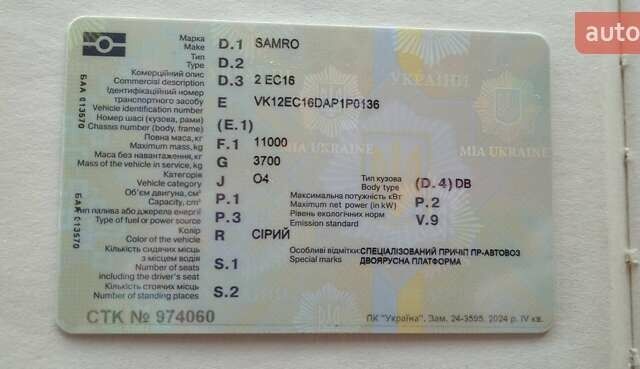 auto
Марка
Make D.1 SAMRO
Тип
Type D.2
Комерційний опис
Commercial description D.3 2 EC16
Ідентифікаційний номер
транспортного засобу
Vehicle identification number E VK12EC16DAP1P0136
Номер шасі (кузова, рами)
Chassis number (body, frame) (E.1)
Повна маса, кг
Maximum mass, kg F.1 11000
Маса без навантаження, кг
Mass of the vehicle in service, kg G 3700
Категорія
Vehicle category J O4
Тип кузова
Body type (D.4) DB
Об'єм двигуна, см³
Capacity, cm³ P.1
Максимальна потужність кВт
Maximum net power (in kW) P.2
Тип палива або джерела енергії
Type of fuel or power source P.3
Рівень екологічних норм
Emission standard V.9
Колір
Color of the vehicle R СІРИЙ
Кількість сидячих місць
з місцем водія
Number of seats
including the driver's seat S.1
Особливі відмітки: СПЕЦІАЛІЗОВАНИЙ ПРИЧІП ПР-АВТОВОЗ
Special marks ДВОЯРУСНА ПЛАТФОРМА
Кількість стоячих місць
Number of standing places S.2
СТК № 974060
ПК "Україна". Зам. 24-3595. 2024 р. IV кв.
БАА 013570
БАА 013570
УКРАЇНИ
MIA UKRAINE
MIA UKRAINE